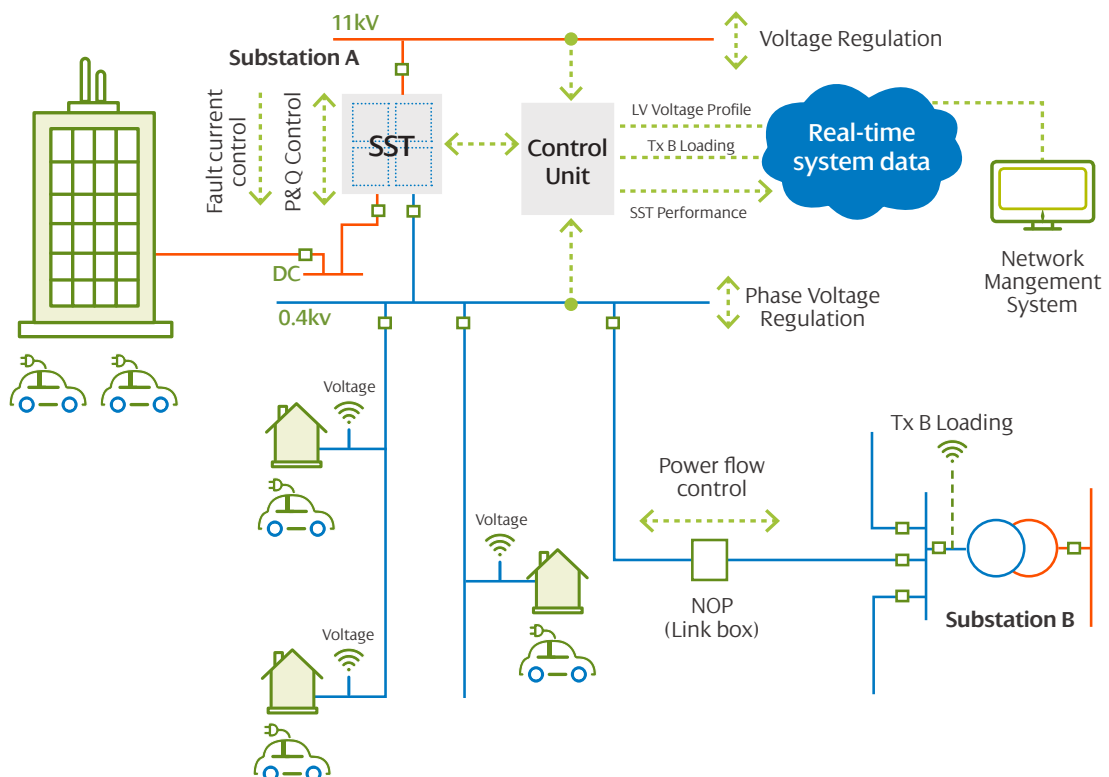 11kV
Voltage Regulation
Substation A
Fault current
control
P& Q Control
SST
Control
Unit
LV Voltage Profile
Tx B Loading
SST Performance
Real-time
system data
Network
Mangement
System
DC
0.4kv
Phase Voltage
Regulation
Voltage
Tx B Loading
Power flow
control
Voltage
NOP
(Link box)
Substation B
Voltage